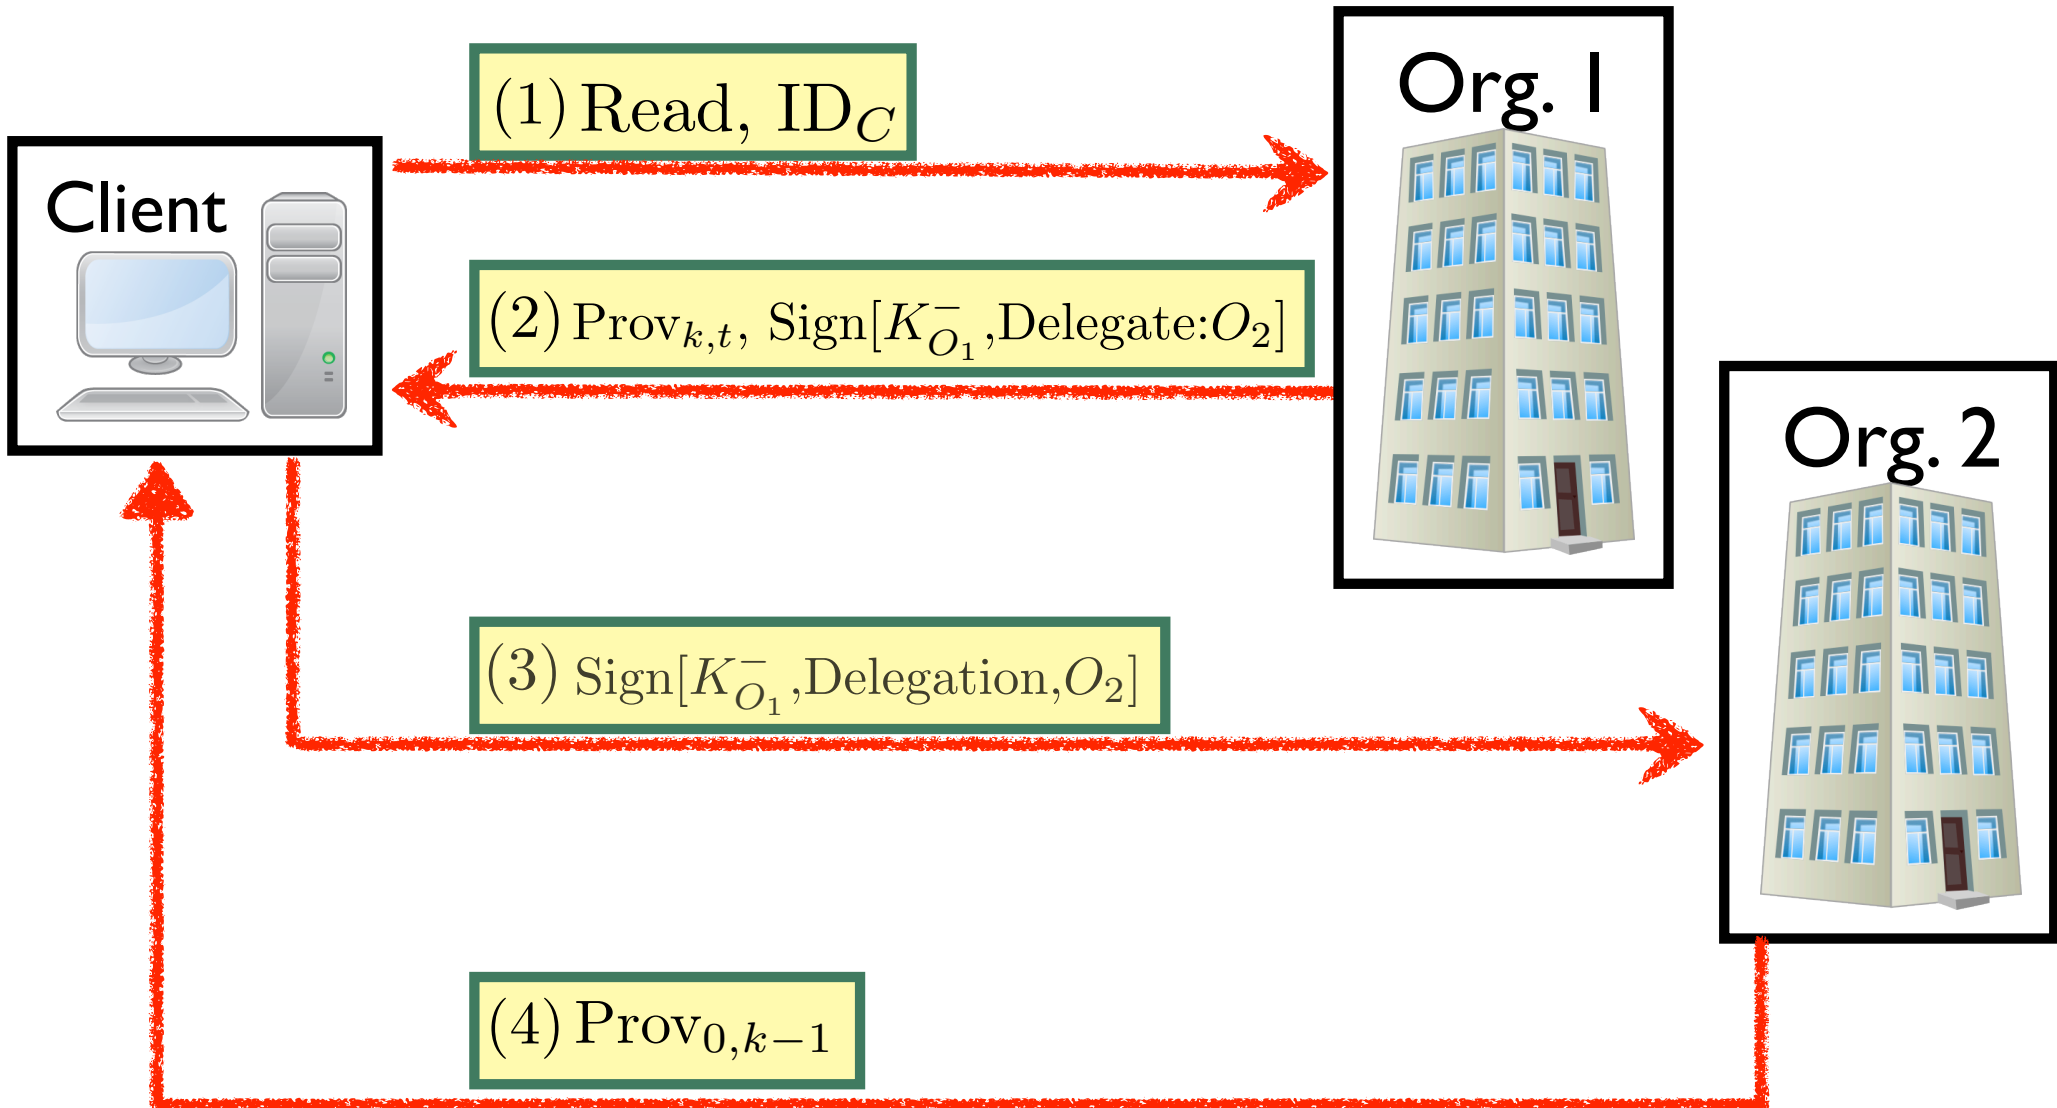 Org. 1
(1) Read, ID_C
Client
(2) Prov_{k,t}, Sign[K^-_{O_1},Delegate:O_2]
Org. 2
(3) Sign[K^-_{O_1},Delegation,O_2]
(4) Prov_{0,k-1}